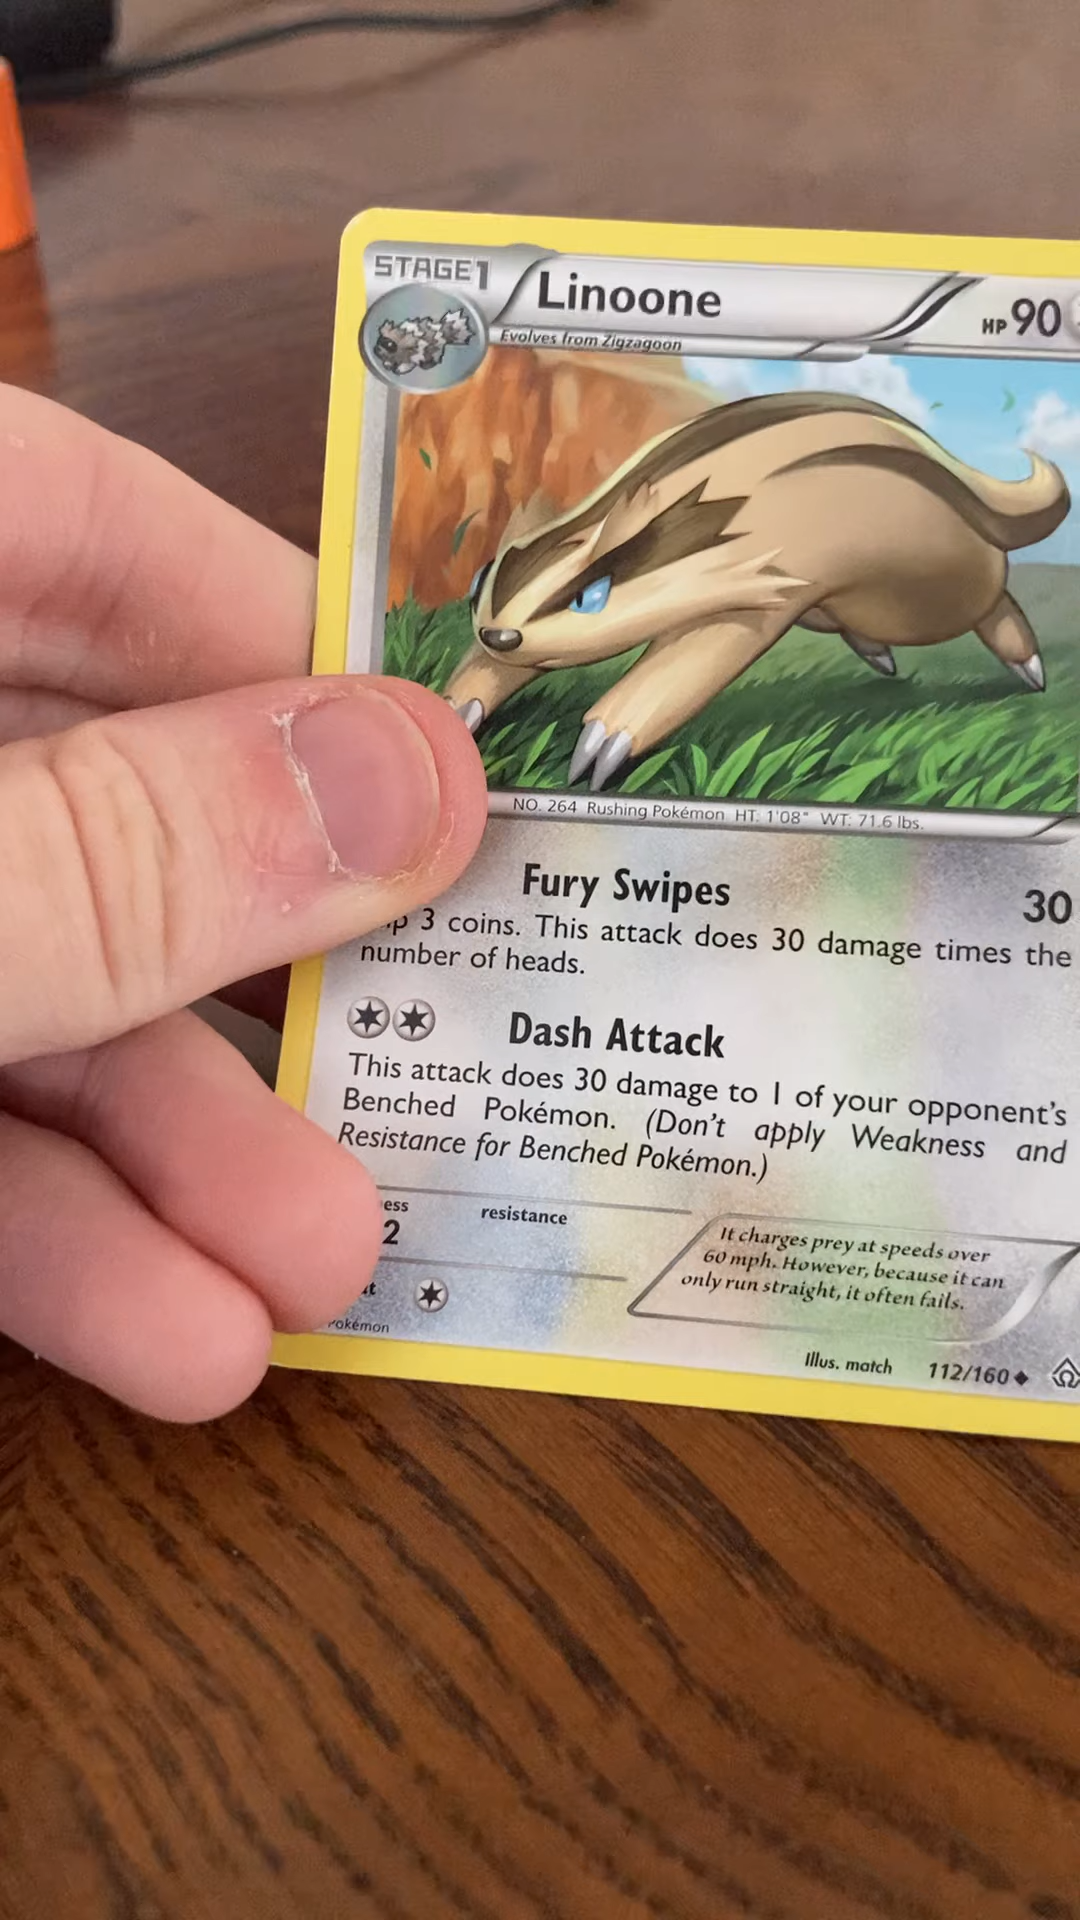 STAGE1
Linoone
HP 90
Evolves from Zigzagoon
NO. 264 Rushing Pokémon HT: 1'08" WT: 71.6 lbs.
Fury Swipes 30
3 coins. This attack does 30 damage times the
number of heads.
Dash Attack
This attack does 30 damage to 1 of your opponent's
Benched Pokémon. (Don't apply Weakness and
Resistance for Benched Pokémon.)
resistance
2
It charges prey at speeds over
60 mph. However, because it can
only run straight, it often fails.
Pokémon
Illus. match 112/160